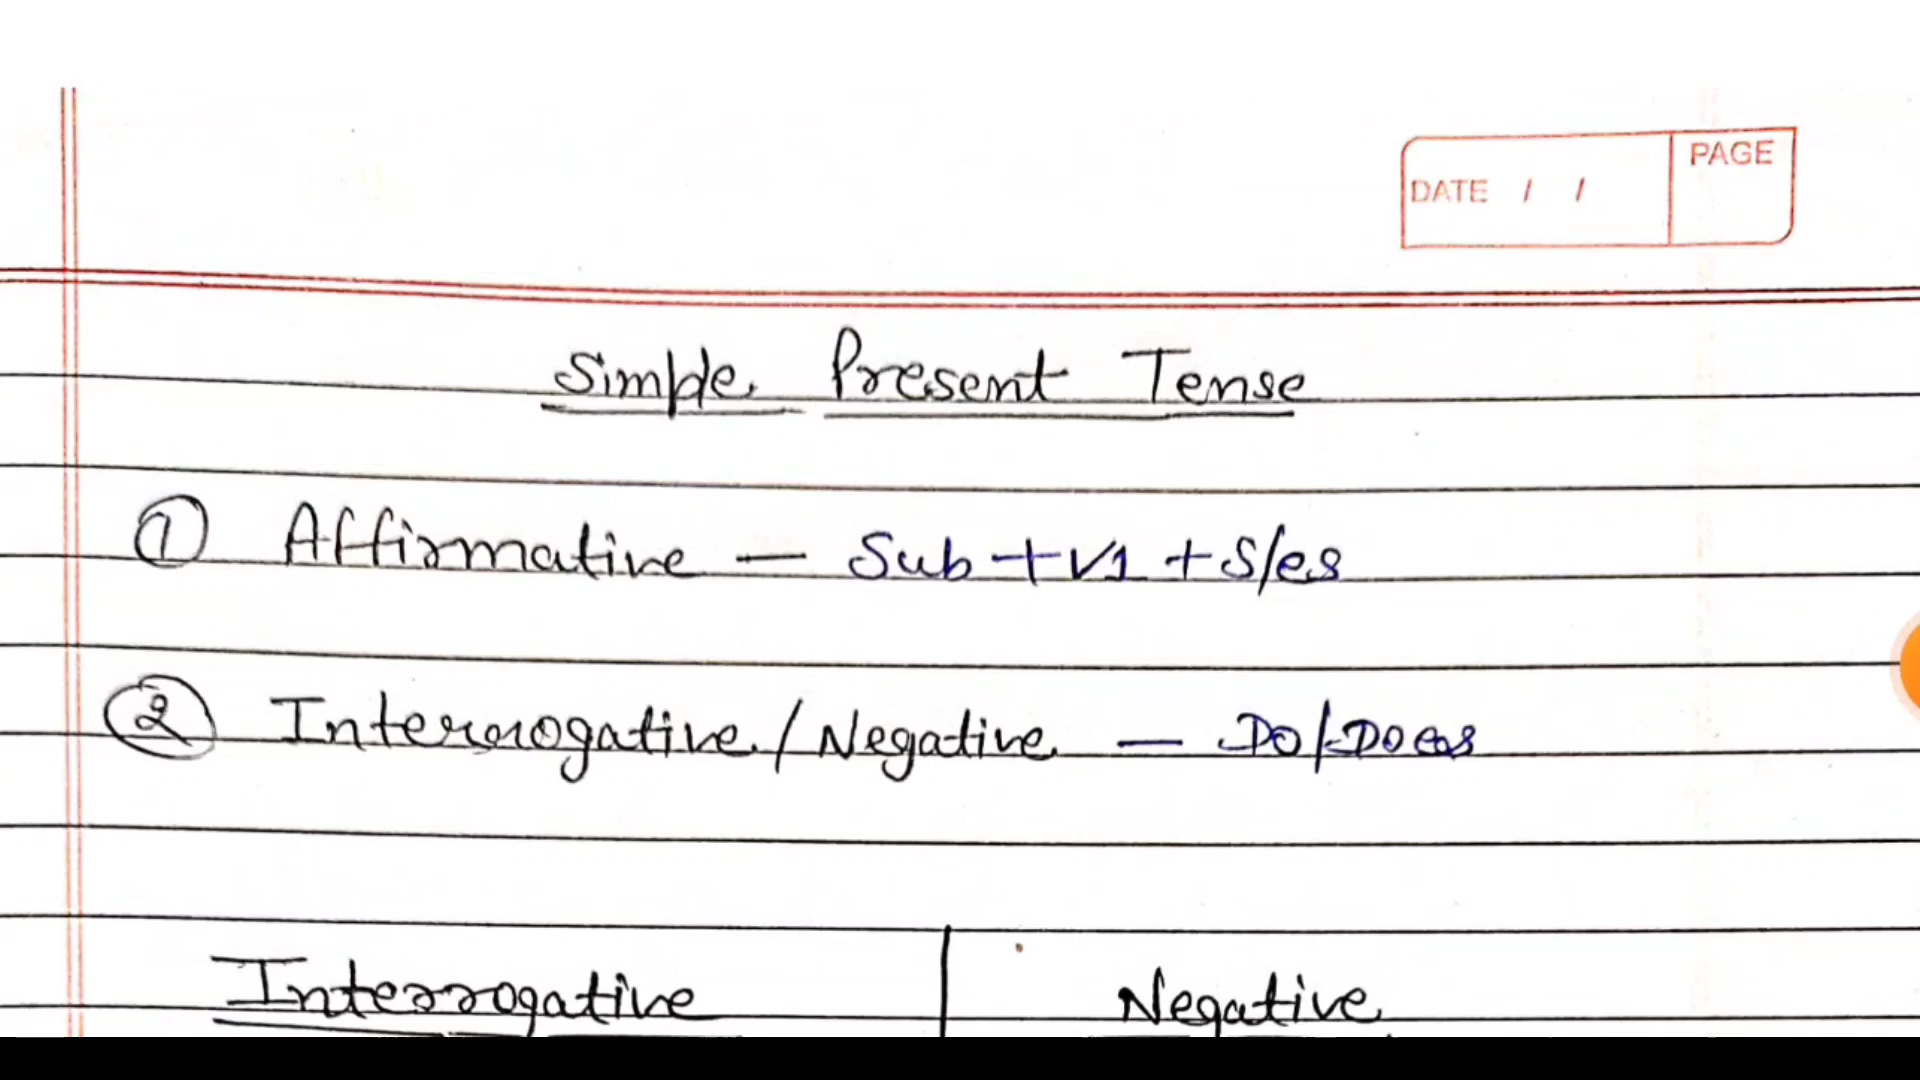 DATE / / PAGE
Simple Present Tense
① Affirmative — Sub + V1 + S/es
② Interrogative/Negative — Do/Does
Interrogative Negative